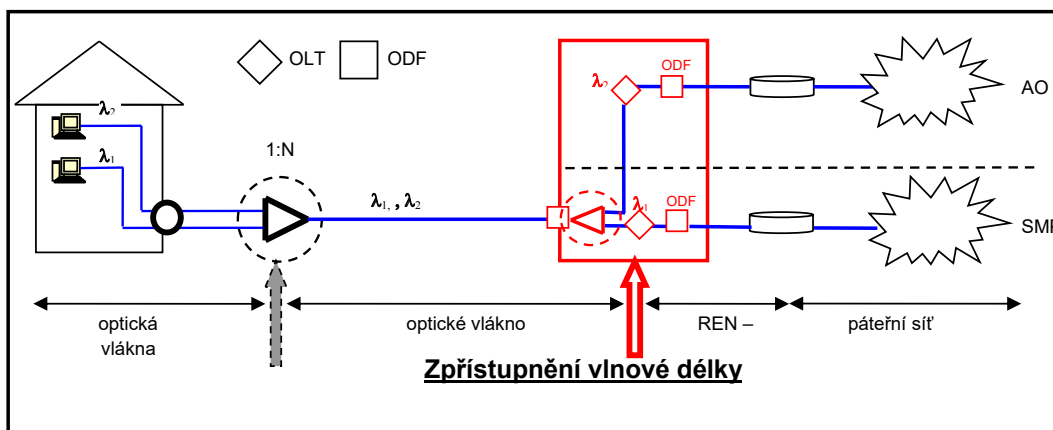 OLT ODF
ODF
λ₂
AO
λ₂
λ₁
1:N
λ₁, , λ₂
λ₁
ODF
SMP
optická
vlákna
optické vlákno
REN –
páteřní síť
Zpřístupnění vlnové délky